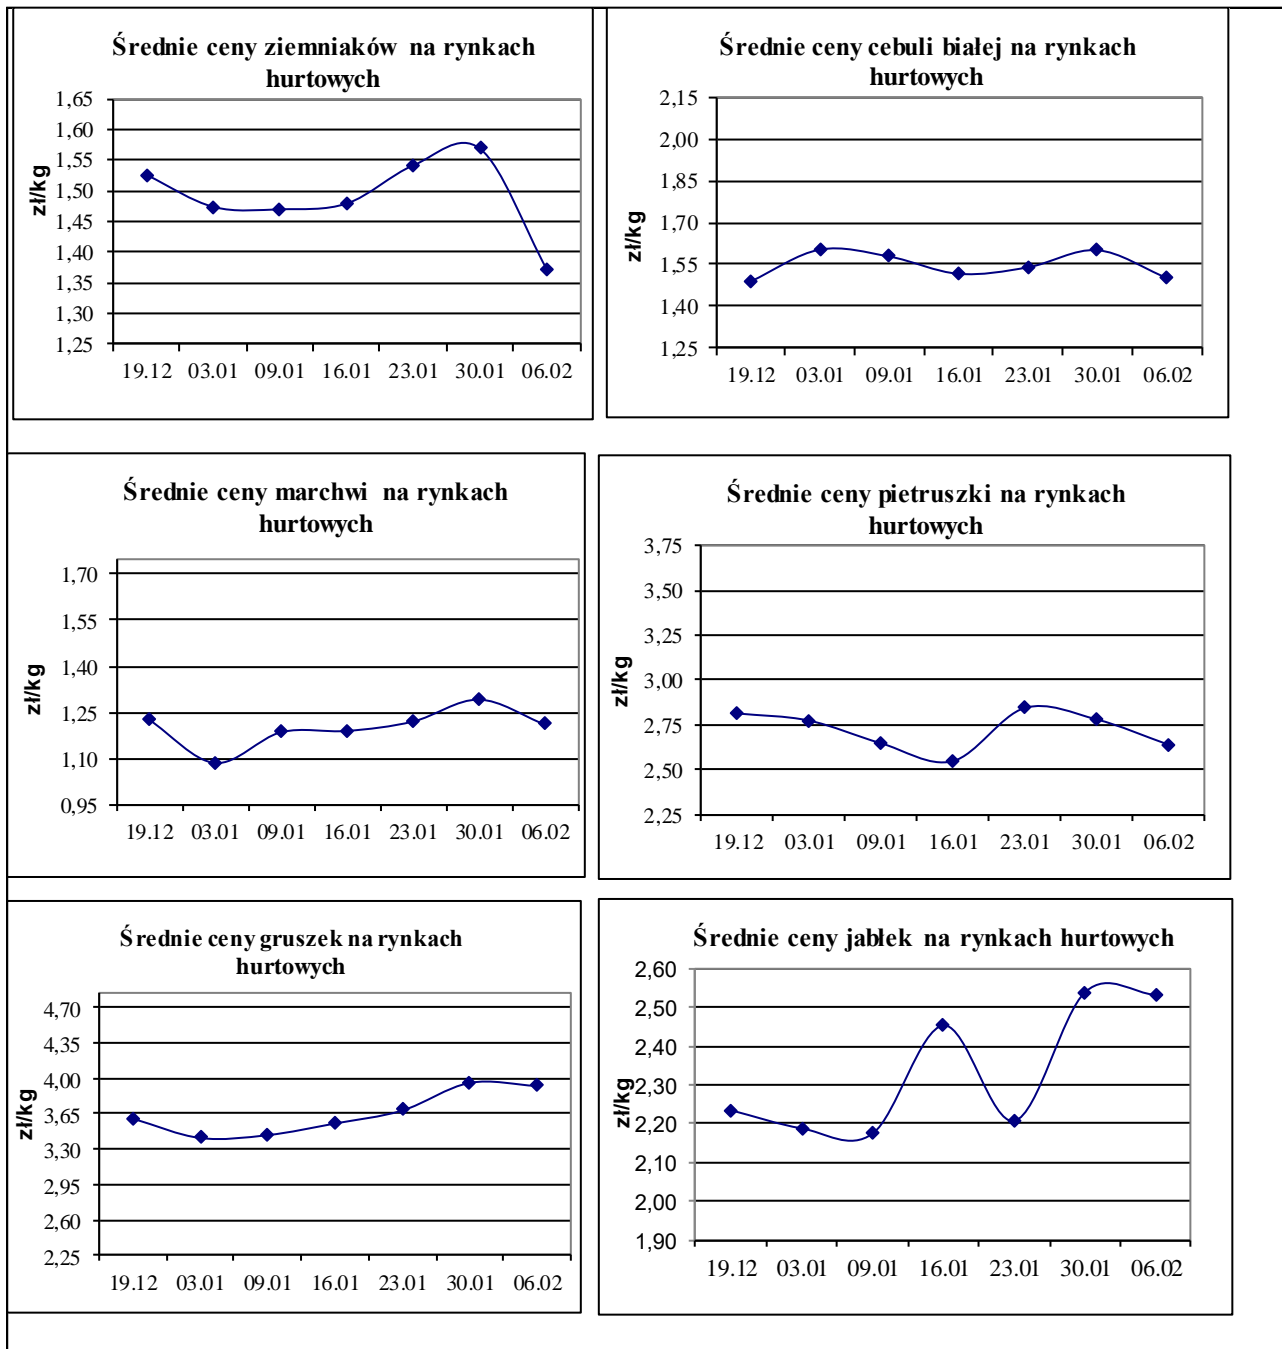 Średnie ceny ziemniaków na rynkach
hurtowych
zł/kg
1,65
1,60
1,55
1,50
1,45
1,40
1,35
1,30
1,25
19.12 03.01 09.01 16.01 23.01 30.01 06.02
Średnie ceny cebuli białej na rynkach
hurtowych
zł/kg
2,15
2,00
1,85
1,70
1,55
1,40
1,25
19.12 03.01 09.01 16.01 23.01 30.01 06.02
Średnie ceny marchwi na rynkach
hurtowych
zł/kg
1,70
1,55
1,40
1,25
1,10
0,95
19.12 03.01 09.01 16.01 23.01 30.01 06.02
Średnie ceny pietruszki na rynkach
hurtowych
zł/kg
3,75
3,50
3,25
3,00
2,75
2,50
2,25
19.12 03.01 09.01 16.01 23.01 30.01 06.02
Średnie ceny gruszek na rynkach
hurtowych
zł/kg
4,70
4,35
4,00
3,65
3,30
2,95
2,60
2,25
19.12 03.01 09.01 16.01 23.01 30.01 06.02
Średnie ceny jabłek na rynkach hurtowych
zł/kg
2,60
2,50
2,40
2,30
2,20
2,10
2,00
1,90
19.12 03.01 09.01 16.01 23.01 30.01 06.02